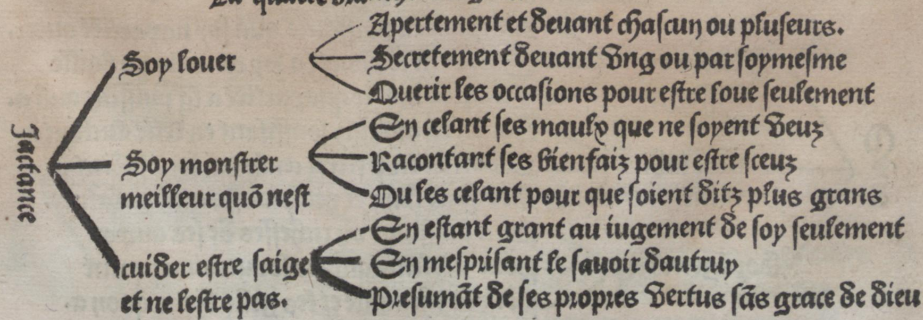 Jactance
Soy louer
Apertement et deuant chascun ou pluseurs.
Secretement deuant vng ou par soymesme
Querir les occasions pour estre loue seulement
Soy monstrer
meilleur quō nest
En celant ses maulx que ne soyent veuz
Racontant ses bienfaiz pour estre sceuz
Ou les celant pour que soient ditz plus grans
cuider estre saige
et ne lestre pas.
En estant grant au iugement de soy seulement
En mesprisant le sauoir dautruy
Presumāt de ses propres vertus sās grace de dieu